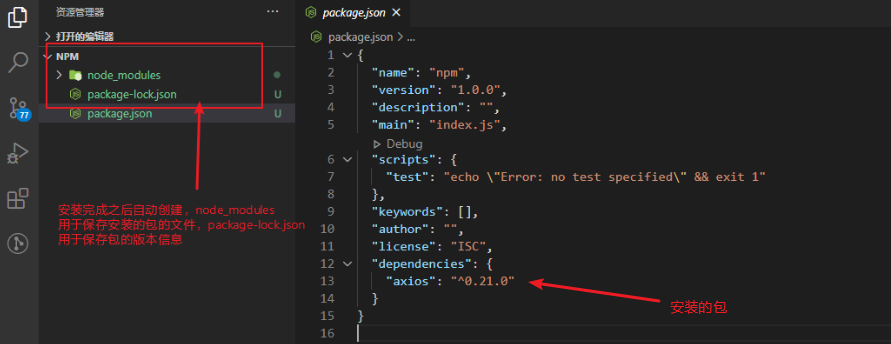 资源管理器
打开的编辑器
NPM
node_modules
package-lock.json U
package.json U
77
安装完成之后自动创建，node_modules
用于保存安装的包的文件，package-lock.json
用于保存包的版本信息
package.json
package.json > ...
1 {
2 "name": "npm",
3 "version": "1.0.0",
4 "description": "",
5 "main": "index.js",
Debug
6 "scripts": {
7 "test": "echo \"Error: no test specified\" && exit 1"
8 },
9 "keywords": [],
10 "author": "",
11 "license": "ISC",
12 "dependencies": {
13 "axios": "^0.21.0"
14 }
15 }
16
安装的包